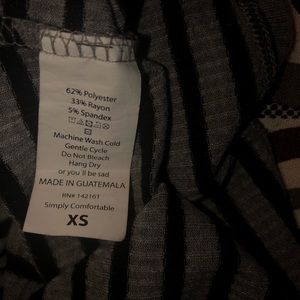 62% Polyester
33% Rayon
5% Spandex
Machine Wash Cold
Gentle Cycle
Do Not Bleach
Hang Dry
or you'll be sad
MADE IN GUATEMALA
RN# 142161
Simply Comfortable
XS